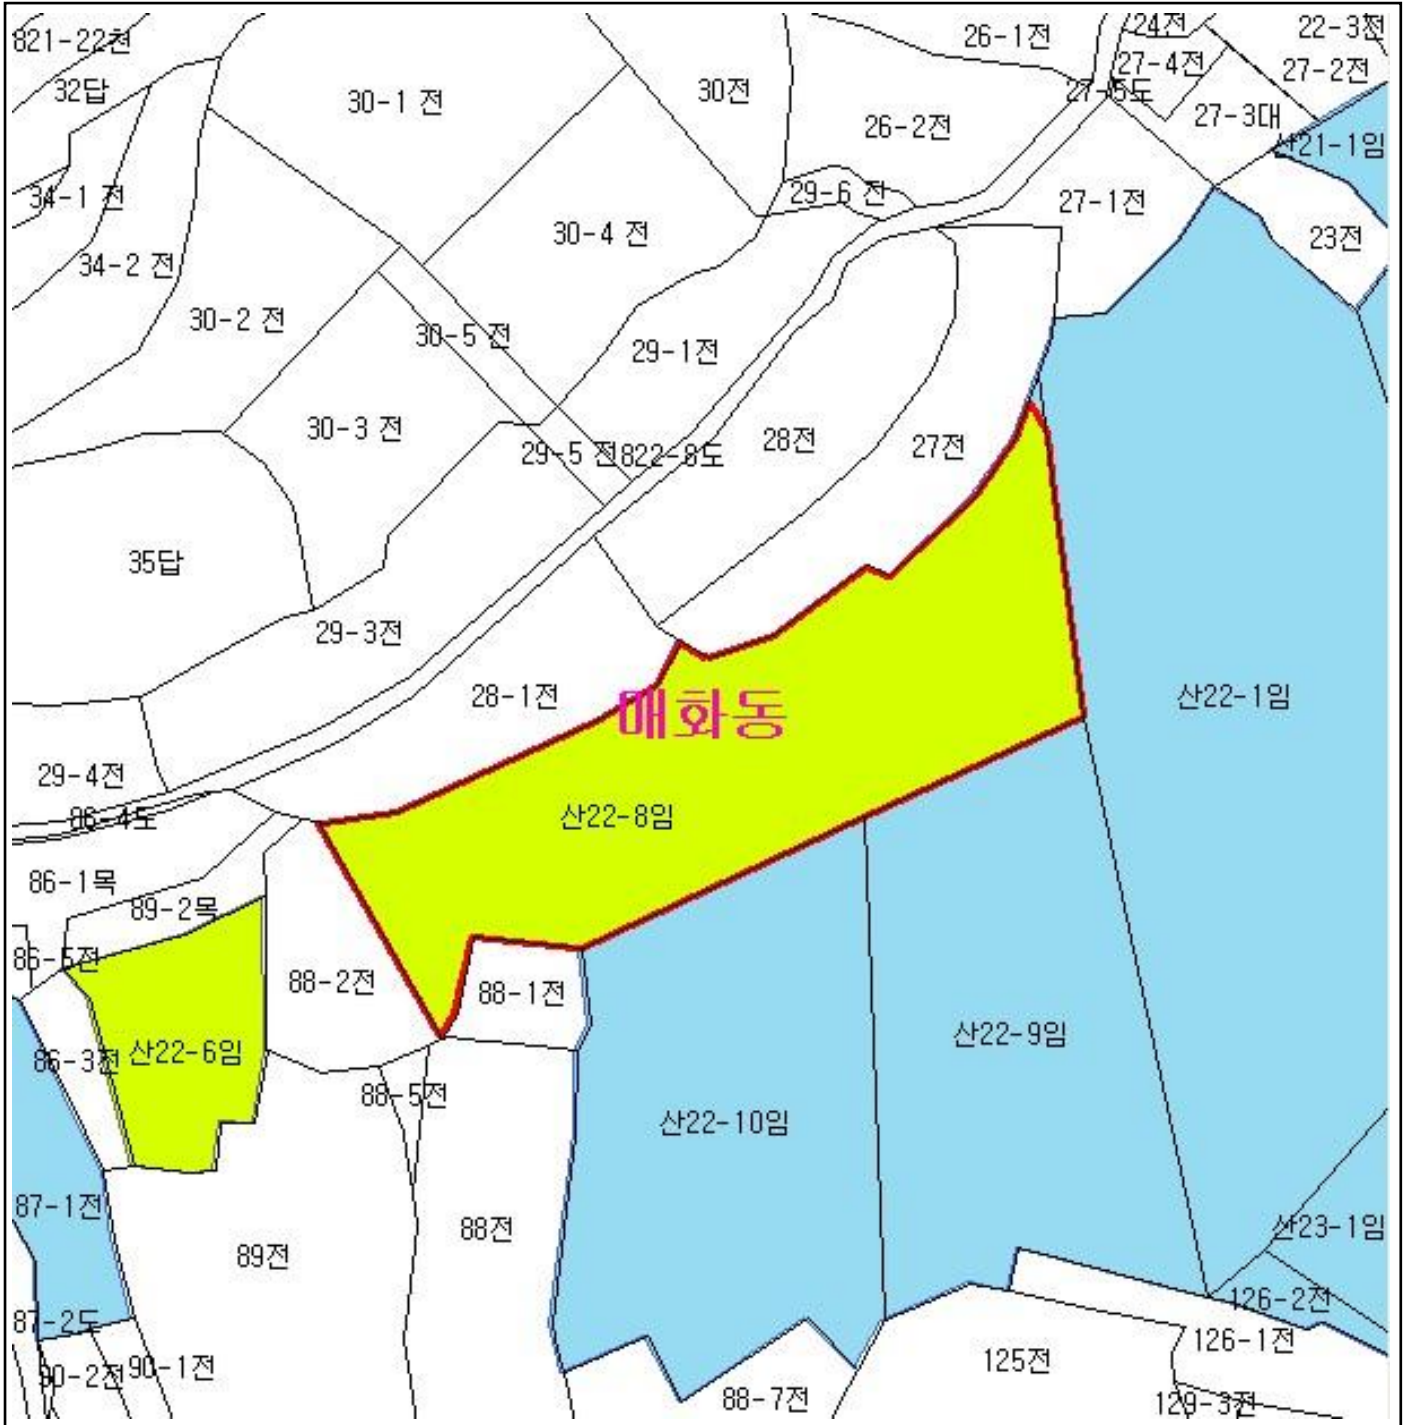 821-22천
26-1전
24전
22-3전
32답
30-1 전
30전
27-4전
27-2전
27-5도
26-2전
27-3대
산21-1임
34-1 전
29-6 전
27-1전
30-4 전
23전
34-2 전
30-2 전
30-5 전
29-1전
30-3 전
28전
27전
29-5 전
822-8도
35답
29-3전
28-1전
매화동
산22-1임
29-4전
86-4도
산22-8임
86-1목
89-2목
86-5전
88-2전
88-1전
86-3전
산22-6임
산22-9임
88-5전
산22-10임
87-1전
89전
88전
산23-1임
126-2전
87-2도
126-1전
90-2전
90-1전
125전
88-7전
129-3전